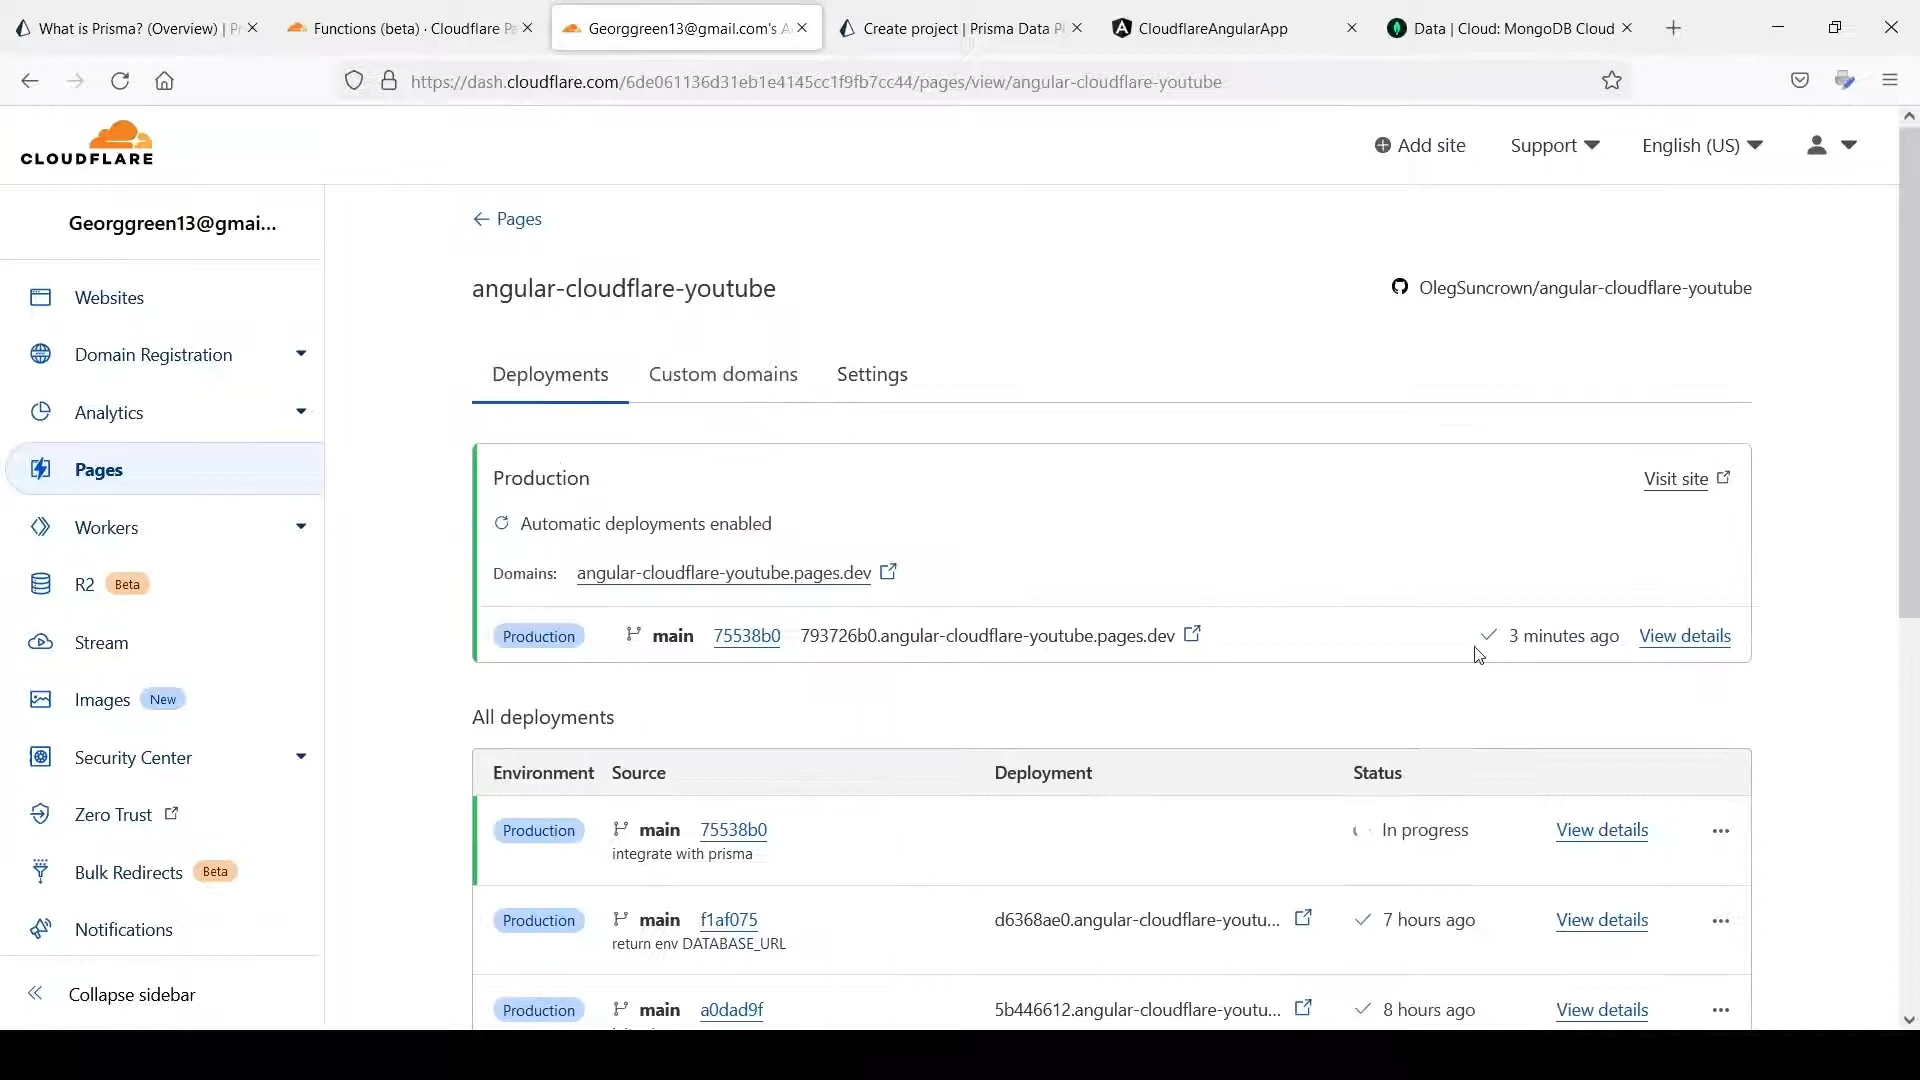 What is Prisma? (Overview) | Pr
Functions (beta) · Cloudflare Pa
Georggreen13@gmail.com's A
Create project | Prisma Data Pl
CloudflareAngularApp
Data | Cloud: MongoDB Cloud
https://dash.cloudflare.com/6de061136d31eb1e4145cc1f9fb7cc44/pages/view/angular-cloudflare-youtube
CLOUDFLARE
Add site
Support
English (US)
Georggreen13@gmai...
Websites
Domain Registration
Analytics
Pages
Workers
R2 Beta
Stream
Images New
Security Center
Zero Trust
Bulk Redirects Beta
Notifications
Collapse sidebar
Pages
angular-cloudflare-youtube
OlegSuncrown/angular-cloudflare-youtube
Deployments
Custom domains
Settings
Production
Visit site
Automatic deployments enabled
Domains: angular-cloudflare-youtube.pages.dev
Production main 75538b0 793726b0.angular-cloudflare-youtube.pages.dev 3 minutes ago View details
All deployments
Environment Source Deployment Status
Production main 75538b0 In progress View details
integrate with prisma
Production main f1af075 d6368ae0.angular-cloudflare-youtu... 7 hours ago View details
return env DATABASE_URL
Production main a0dad9f 5b446612.angular-cloudflare-youtu... 8 hours ago View details